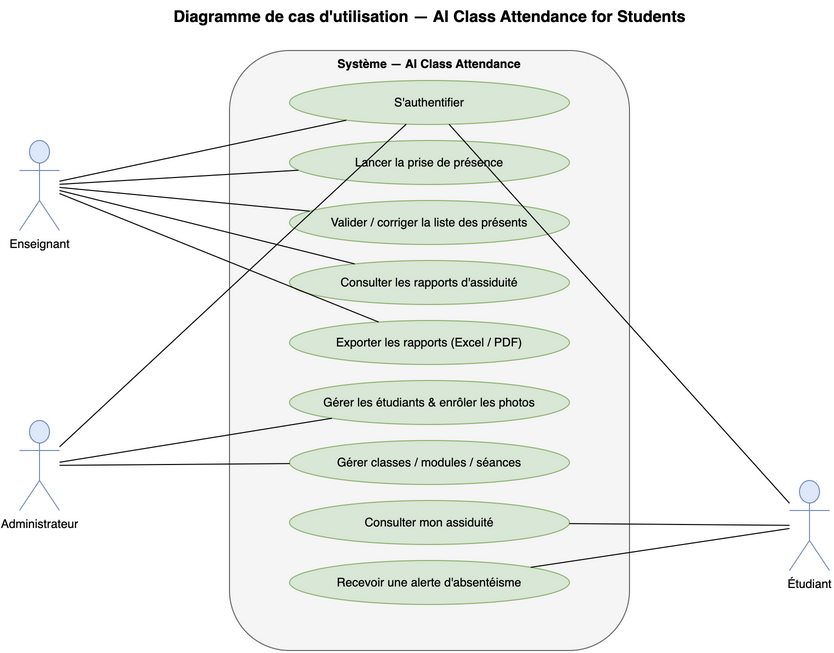 Diagramme de cas d'utilisation — AI Class Attendance for Students
Système — AI Class Attendance
S'authentifier
Lancer la prise de présence
Valider / corriger la liste des présents
Enseignant
Consulter les rapports d'assiduité
Exporter les rapports (Excel / PDF)
Gérer les étudiants & enrôler les photos
Gérer classes / modules / séances
Administrateur
Consulter mon assiduité
Recevoir une alerte d'absentéisme
Étudiant